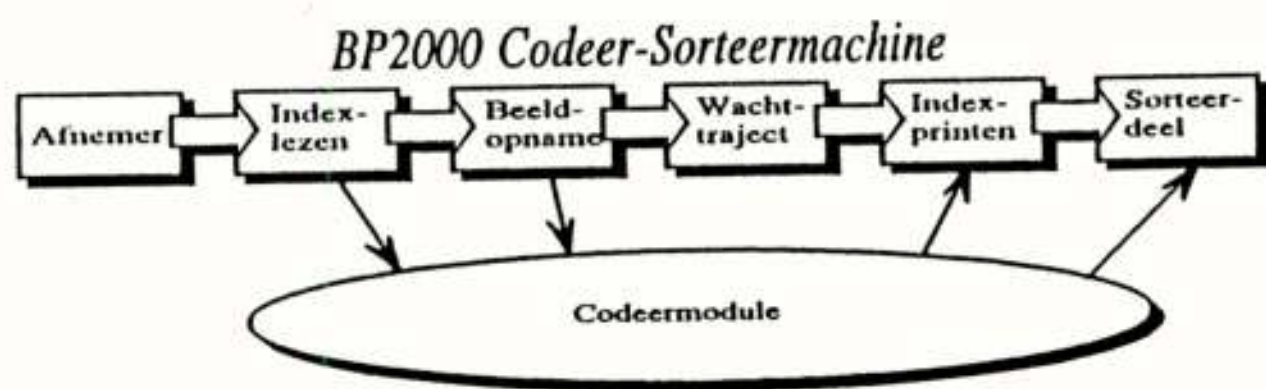 BP2000 Codeer-Sorteermachine
Afnemer
Index-
lezen
Beeld-
opname
Wacht-
traject
Index-
printen
Sorteer-
deel
Codeermodule